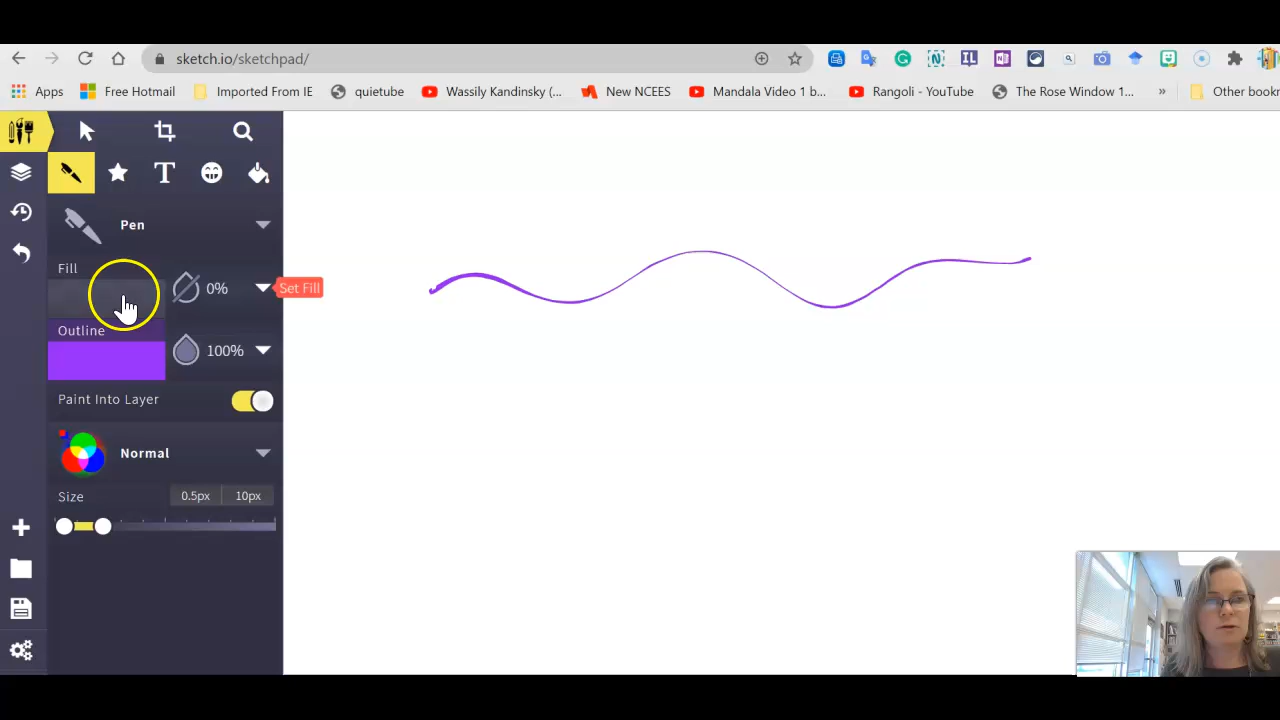 sketch.io/sketchpad/
Apps Free Hotmail Imported From IE quietube Wassily Kandinsky (... New NCEES Mandala Video 1 b... Rangoli - YouTube The Rose Window 1... » Other bookr
T
Pen
Fill
0%
Set Fill
Outline
100%
Paint Into Layer
Normal
Size 0.5px 10px